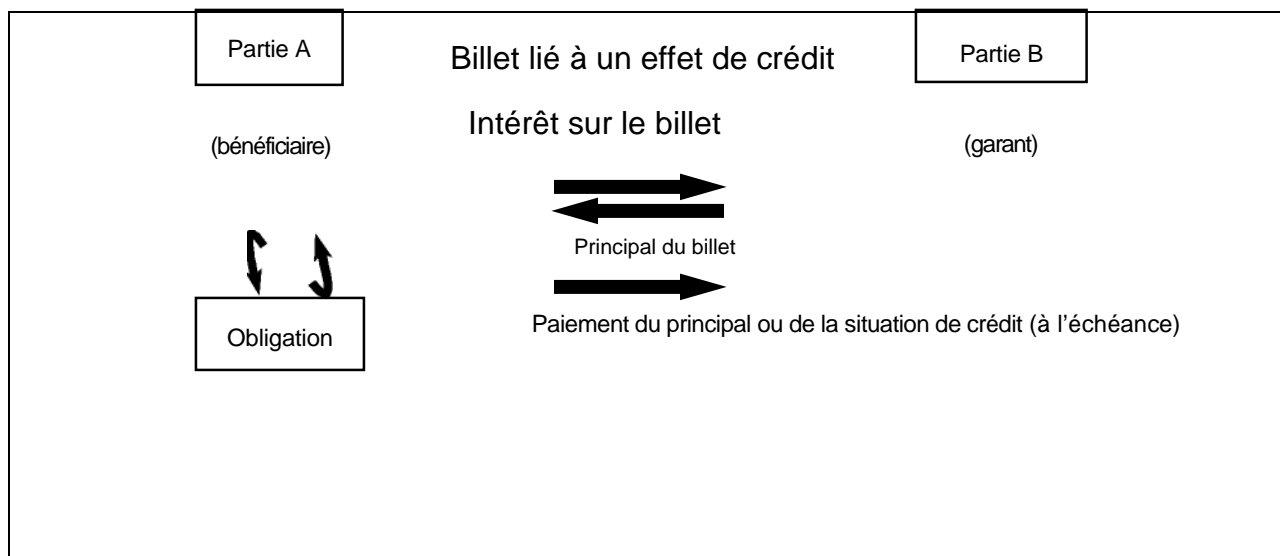 Partie A
Billet lié à un effet de crédit
Partie B
Intérêt sur le billet
(bénéficiaire)
(garant)
Principal du billet
Obligation
Paiement du principal ou de la situation de crédit (à l'échéance)